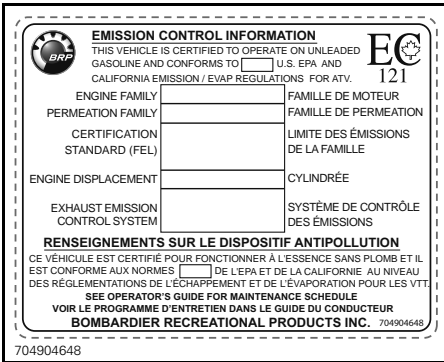 EMISSION CONTROL INFORMATION
THIS VEHICLE IS CERTIFIED TO OPERATE ON UNLEADED
GASOLINE AND CONFORMS TO U.S. EPA AND
CALIFORNIA EMISSION / EVAP REGULATIONS FOR ATV.
BRP
EC
121
ENGINE FAMILY FAMILLE DE MOTEUR
PERMEATION FAMILY FAMILLE DE PERMEATION
CERTIFICATION LIMITE DES ÉMISSIONS
STANDARD (FEL) DE LA FAMILLE
ENGINE DISPLACEMENT CYLINDRÉE
EXHAUST EMISSION SYSTÈME DE CONTRÔLE
CONTROL SYSTEM DES ÉMISSIONS
RENSEIGNEMENTS SUR LE DISPOSITIF ANTIPOLLUTION
CE VÉHICULE EST CERTIFIÉ POUR FONCTIONNER À L'ESSENCE SANS PLOMB ET IL
EST CONFORME AUX NORMES DE L'EPA ET DE LA CALIFORNIE AU NIVEAU
DES RÉGLEMENTATIONS DE L'ÉCHAPPEMENT ET DE L'ÉVAPORATION POUR LES VTT.
SEE OPERATOR'S GUIDE FOR MAINTENANCE SCHEDULE
VOIR LE PROGRAMME D'ENTRETIEN DANS LE GUIDE DU CONDUCTEUR
BOMBARDIER RECREATIONAL PRODUCTS INC. 704904648
704904648